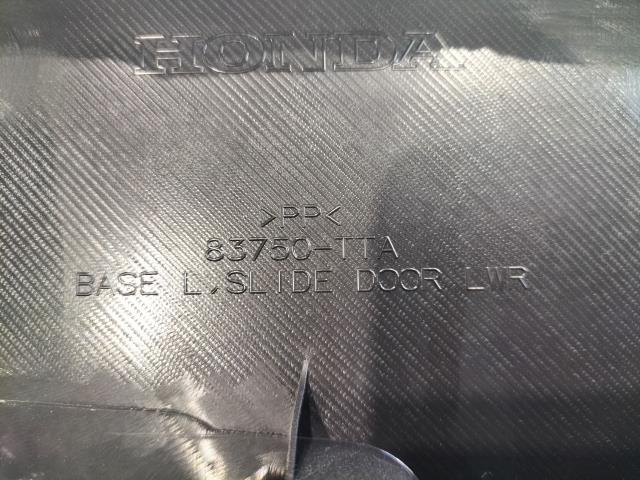 HONDA
>PP<
83750-TTA
BASE L,SLIDE DOOR LWR